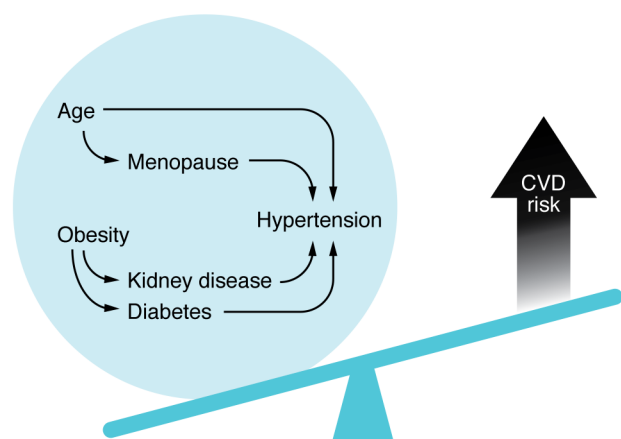 Age
Menopause
Hypertension
Obesity
Kidney disease
Diabetes
CVD
risk